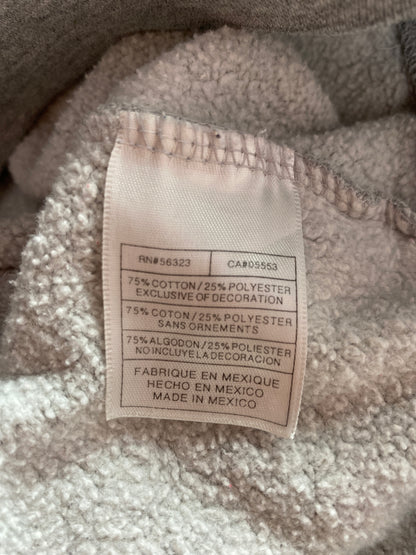 RN#56323 CA#05553
75% COTTON/25% POLYESTER
EXCLUSIVE OF DECORATION
75% COTON/25% POLYESTER
SANS ORNEMENTS
75% ALGODON/25% POLIESTER
NO INCLUYE LA DECORACION
FABRIQUE EN MEXIQUE
HECHO EN MEXICO
MADE IN MEXICO